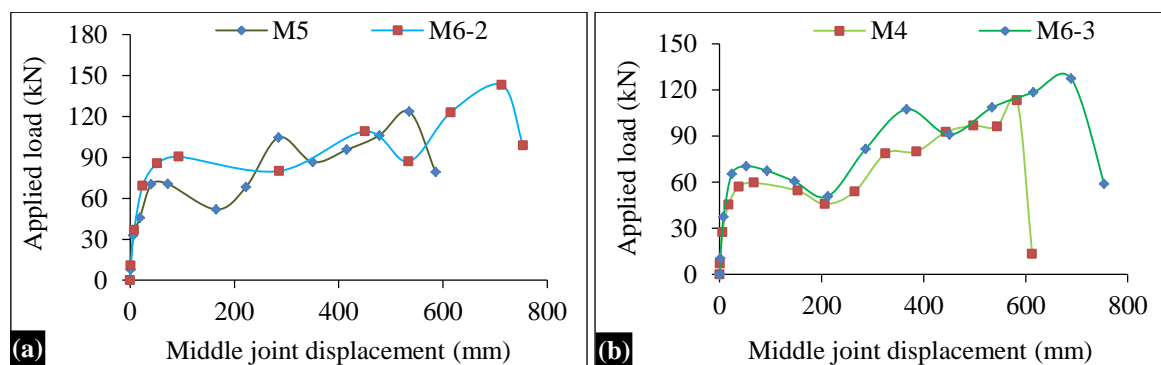 M5 M6-2
180
150
120
90
60
30
0
0 200 400 600 800
Applied load (kN)
Middle joint displacement (mm)
(a)
M4 M6-3
150
120
90
60
30
0
0 200 400 600 800
Applied load (kN)
Middle joint displacement (mm)
(b)